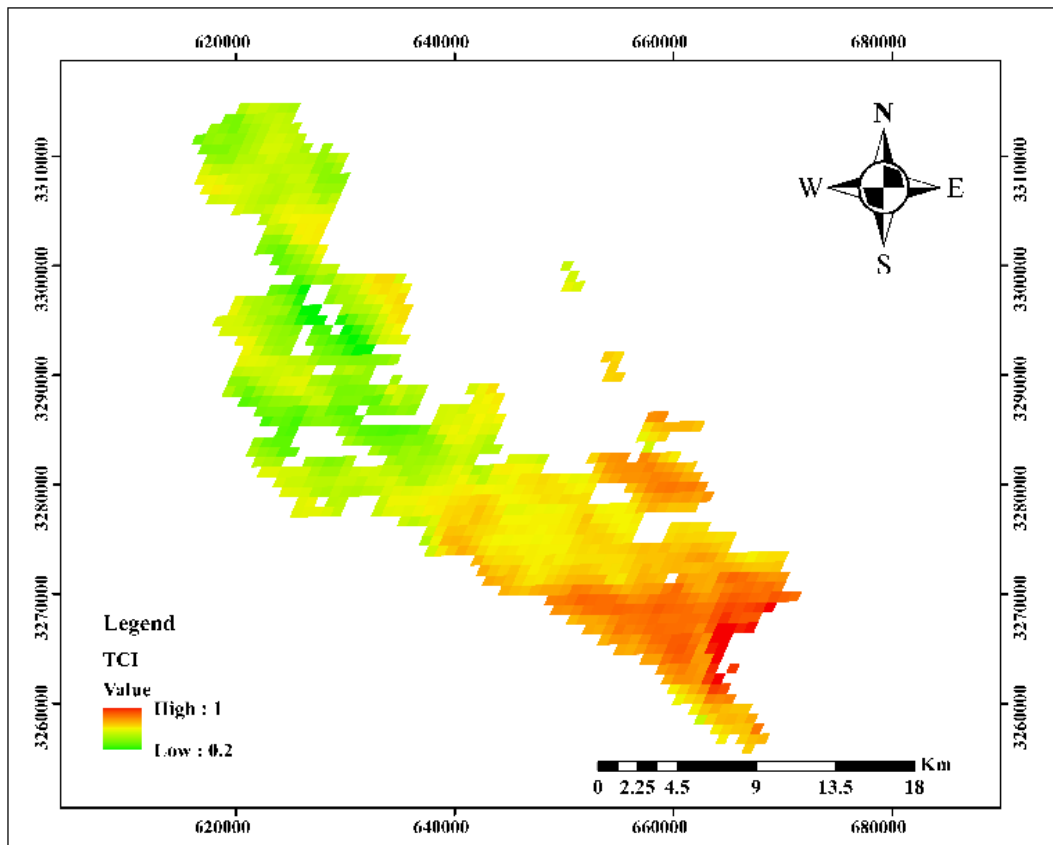 620000 640000 660000 680000
N
W E
S
3310000 3310000
3300000 3300000
3290000 3290000
3280000 3280000
3270000 3270000
3260000 3260000
Legend
TCI
Value
High : 1
Low : 0.2
Km
0 2.25 4.5 9 13.5 18
620000 640000 660000 680000